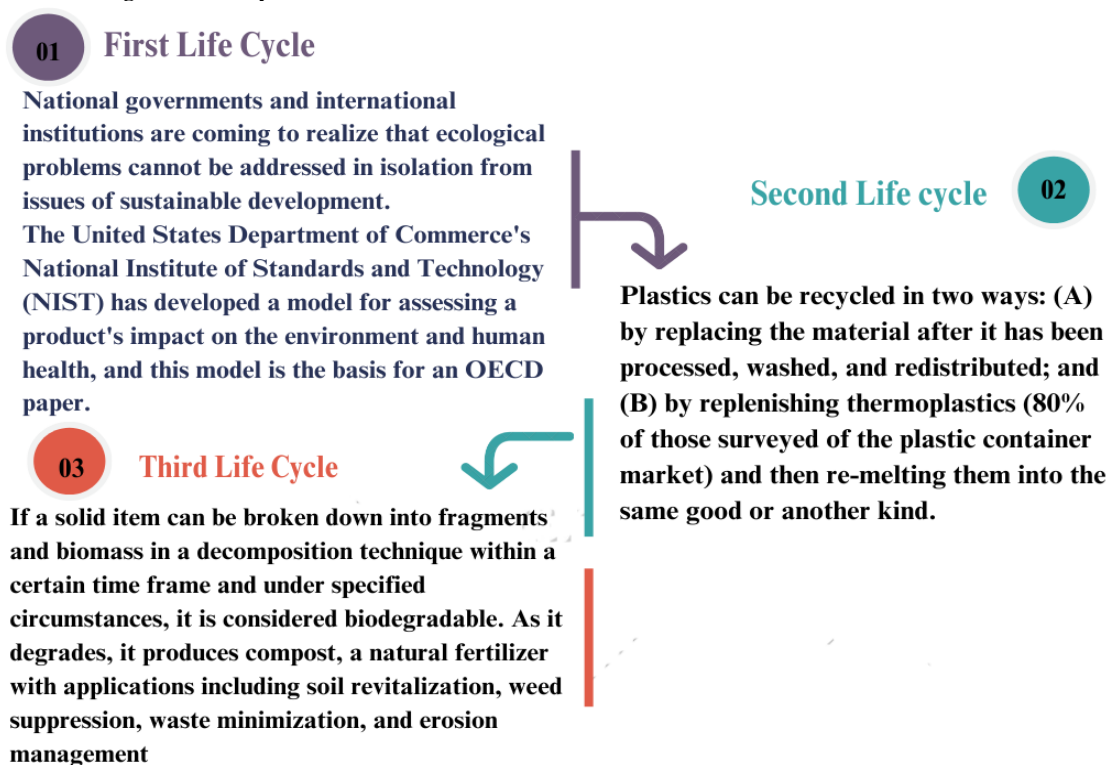 01
First Life Cycle
National governments and international
institutions are coming to realize that ecological
problems cannot be addressed in isolation from
issues of sustainable development.
The United States Department of Commerce's
National Institute of Standards and Technology
(NIST) has developed a model for assessing a
product's impact on the environment and human
health, and this model is the basis for an OECD
paper.
Second Life cycle
02
Plastics can be recycled in two ways: (A)
by replacing the material after it has been
processed, washed, and redistributed; and
(B) by replenishing thermoplastics (80%
of those surveyed of the plastic container
market) and then re-melting them into the
same good or another kind.
03
Third Life Cycle
If a solid item can be broken down into fragments
and biomass in a decomposition technique within a
certain time frame and under specified
circumstances, it is considered biodegradable. As it
degrades, it produces compost, a natural fertilizer
with applications including soil revitalization, weed
suppression, waste minimization, and erosion
management